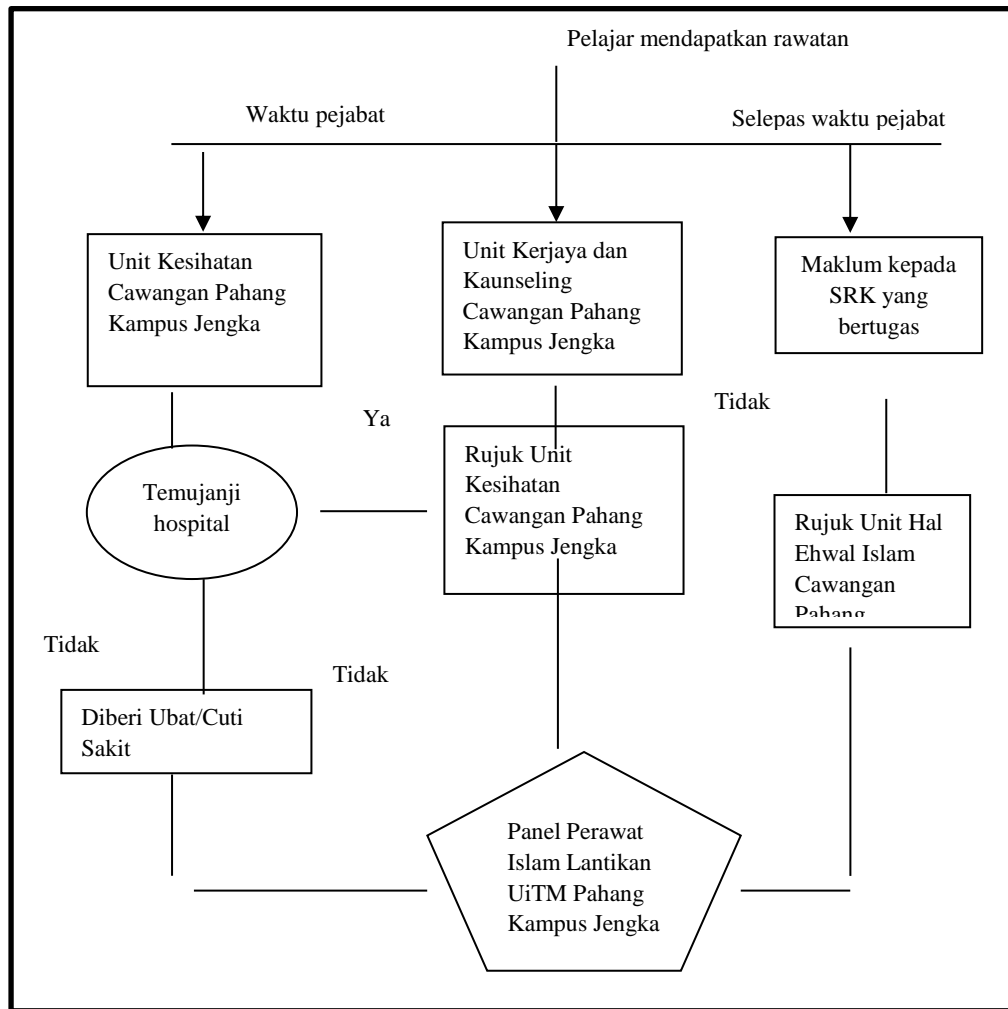 Pelajar mendapatkan rawatan
Waktu pejabat
Selepas waktu pejabat
Unit Kesihatan
Cawangan Pahang
Kampus Jengka
Unit Kerjaya dan
Kaunseling
Cawangan Pahang
Kampus Jengka
Maklum kepada
SRK yang
bertugas
Ya
Tidak
Temujanji
hospital
Rujuk Unit
Kesihatan
Cawangan Pahang
Kampus Jengka
Rujuk Unit Hal
Ehwal Islam
Cawangan
Pahang
Tidak
Tidak
Diberi Ubat/Cuti
Sakit
Panel Perawat
Islam Lantikan
UiTM Pahang
Kampus Jengka